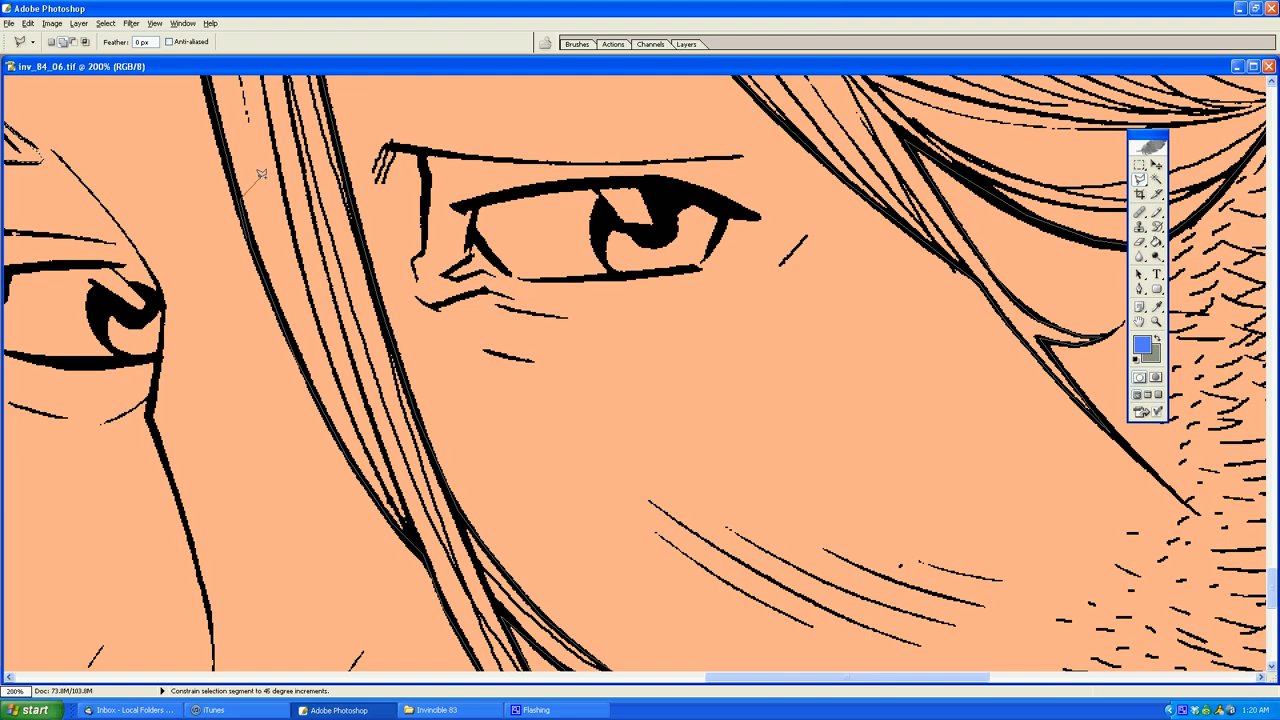 Adobe Photoshop
File Edit Image Layer Select Filter View Window Help
Feather: 0 px Anti-aliased Brushes Actions Channels Layers
inv_84_06.tif @ 200% (RGB/8)
T
200% Doc: 73.8M/103.8M Constrain selection segment to 45 degree increments.
start Inbox - Local Folders ... iTunes Adobe Photoshop Invincible 83 Flashing 1:20 AM